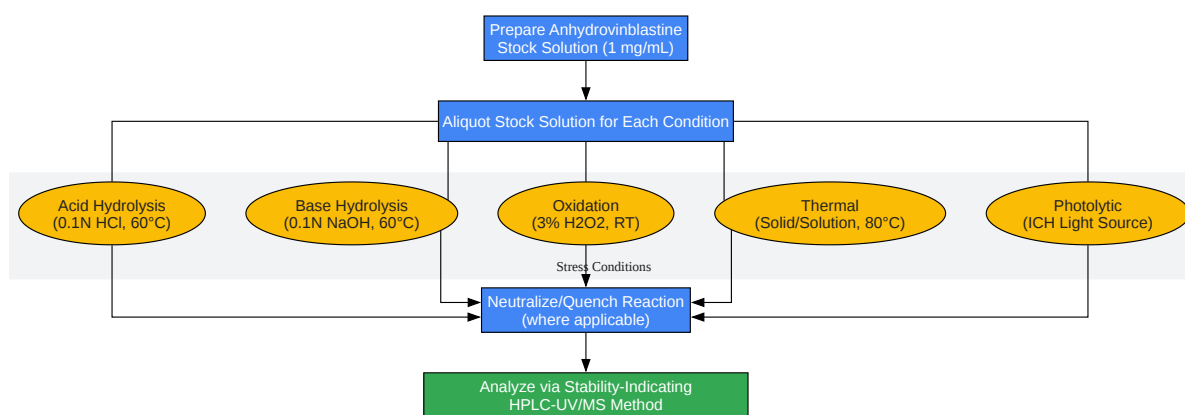 Prepare Anhydrovinblastine
Stock Solution (1 mg/mL)
Aliquot Stock Solution for Each Condition
Acid Hydrolysis
(0.1N HCl, 60°C)
Base Hydrolysis
(0.1N NaOH, 60°C)
Oxidation
(3% H2O2, RT)
Thermal
(Solid/Solution, 80°C)
Photolytic
(ICH Light Source)
Stress Conditions
Neutralize/Quench Reaction
(where applicable)
Analyze via Stability-Indicating
HPLC-UV/MS Method